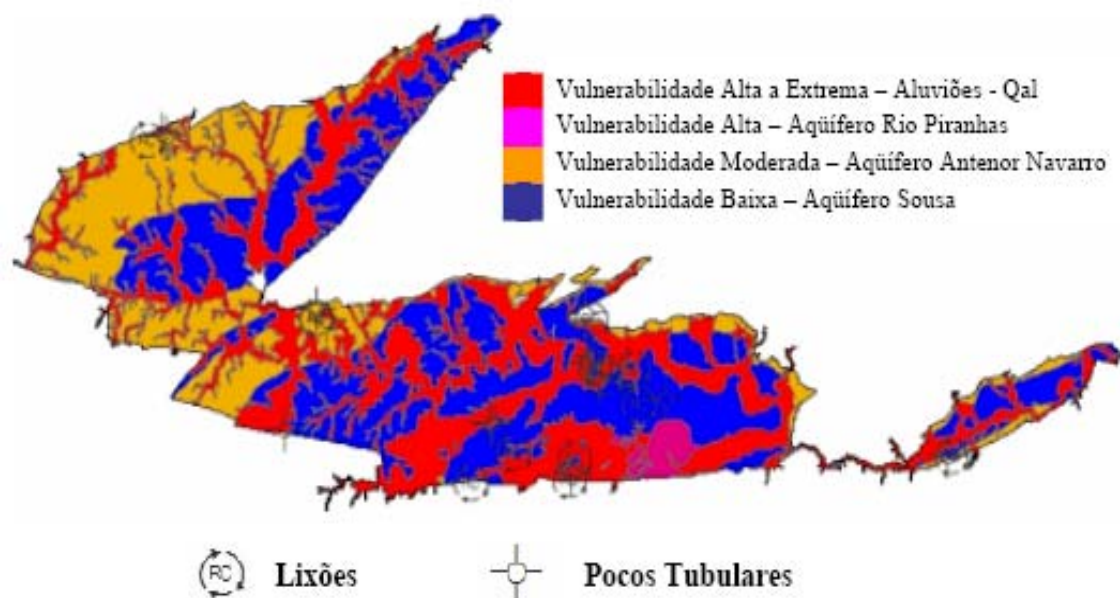 Vulnerabilidade Alta a Extrema – Aluviões - Qal
Vulnerabilidade Alta – Aqüífero Rio Piranhas
Vulnerabilidade Moderada – Aqüífero Antenor Navarro
Vulnerabilidade Baixa – Aqüífero Sousa
RC Lixões Pocos Tubulares